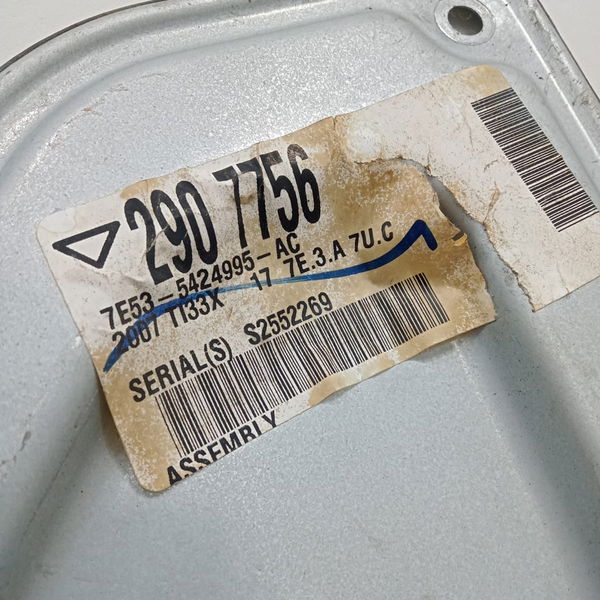 290 7756
7E53-5424995-AC
2007 TI33X 17 7E.3.A 7U.C
SERIAL(S) S2552269
ASSEMBLY